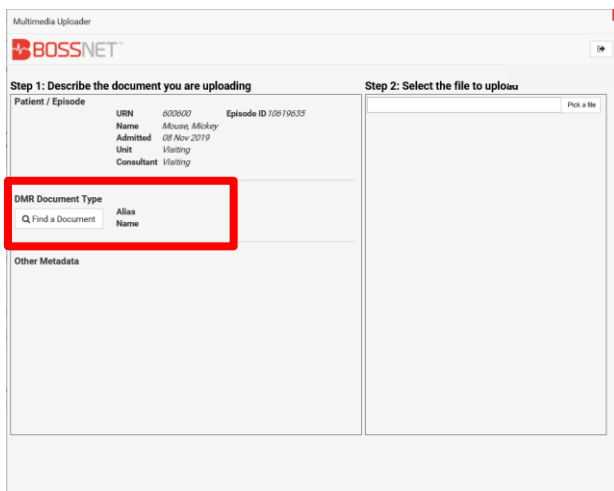 Multimedia Uploader
BOSSNET
Step 1: Describe the document you are uploading
Patient / Episode
URN 600600 Episode ID 10619635
Name Mouse, Mickey
Admitted 08 Nov 2019
Unit Visiting
Consultant Visiting
DMR Document Type
Find a Document
Alias
Name
Other Metadata
Step 2: Select the file to upload
Pick a file